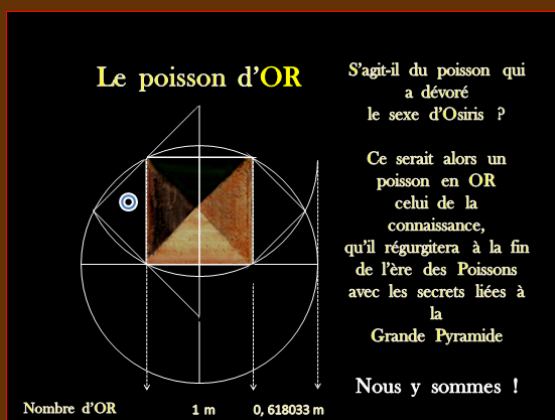 Le poisson d'OR
S'agit-il du poisson qui
a dévoré
le sexe d'Osiris ?
Ce serait alors un
poisson en OR
celui de la
connaissance,
qu'il régurgitera à la fin
de l'ère des Poissons
avec les secrets liées à
la
Grande Pyramide
Nous y sommes !
Nombre d'OR 1 m 0, 618033 m